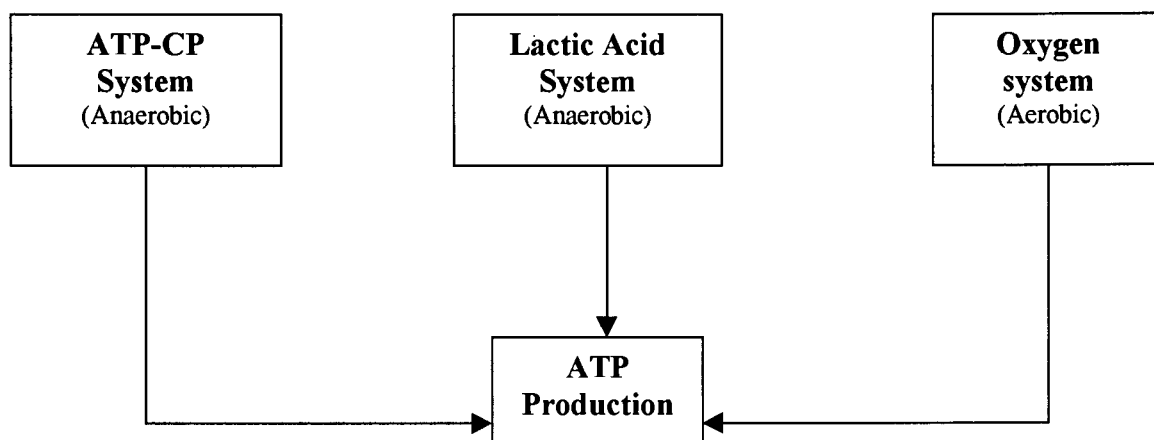 ATP-CP
System
(Anaerobic)
Lactic Acid
System
(Anaerobic)
Oxygen
system
(Aerobic)
ATP
Production